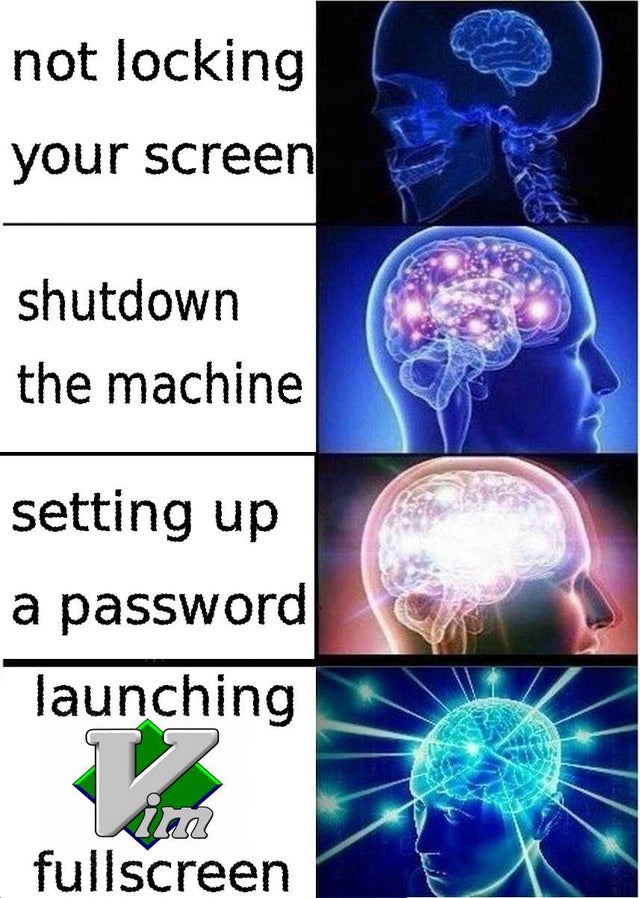 not locking
your screen
shutdown
the machine
setting up
a password
launching
Vim
fullscreen